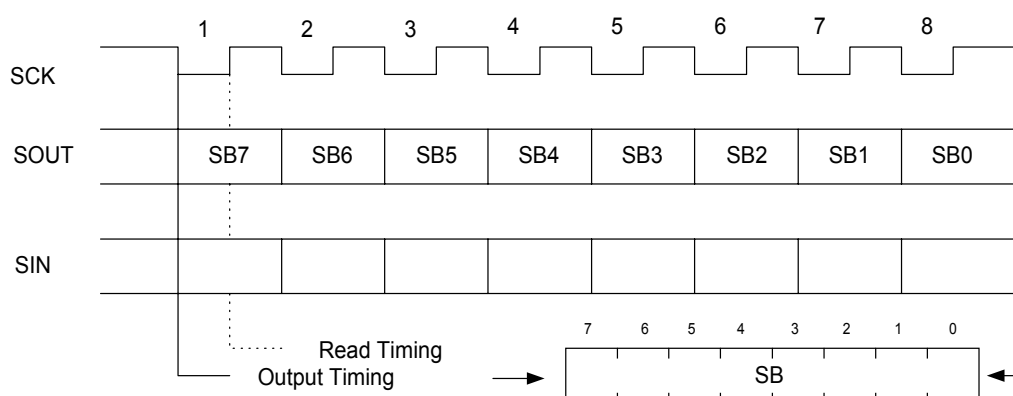 1 2 3 4 5 6 7 8
SCK
SOUT SB7 SB6 SB5 SB4 SB3 SB2 SB1 SB0
SIN
7 6 5 4 3 2 1 0
Read Timing
Output Timing SB